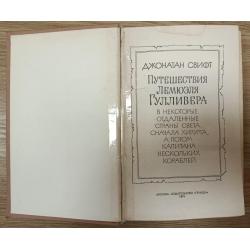 ДЖОНАТАН СВИФТ
ПУТЕШЕСТВИЯ
ЛЕМЮЭЛЯ
ГУЛЛИВЕРА
В НЕКОТОРЫЕ
ОТДАЛЕННЫЕ
СТРАНЫ СВЕТА,
СНАЧАЛА ХИРУРГА,
А ПОТОМ
КАПИТАНА
НЕСКОЛЬКИХ
КОРАБЛЕЙ